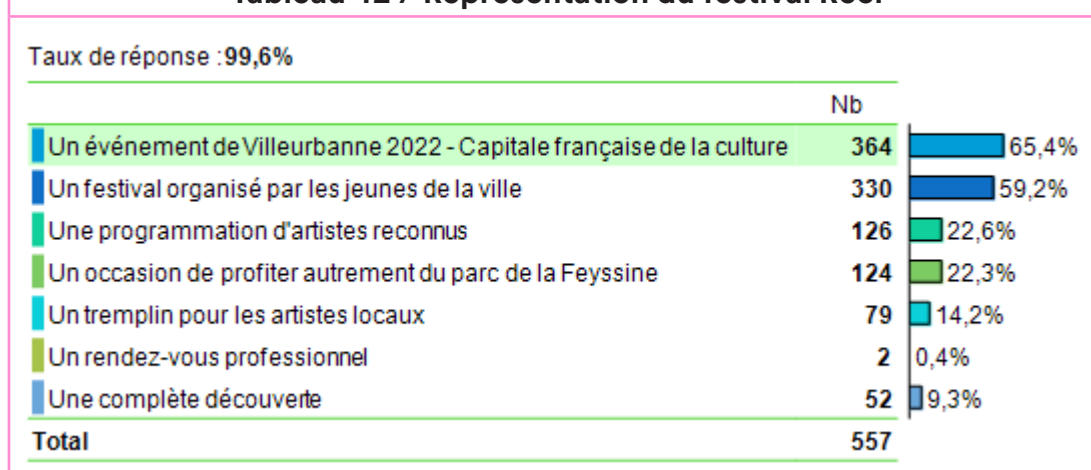 Taux de réponse : 99,6%
Nb
Un événement de Villeurbanne 2022 - Capitale française de la culture 364 65,4%
Un festival organisé par les jeunes de la ville 330 59,2%
Une programmation d'artistes reconnus 126 22,6%
Un occasion de profiter autrement du parc de la Feyssine 124 22,3%
Un tremplin pour les artistes locaux 79 14,2%
Un rendez-vous professionnel 2 0,4%
Une complète découverte 52 9,3%
Total 557